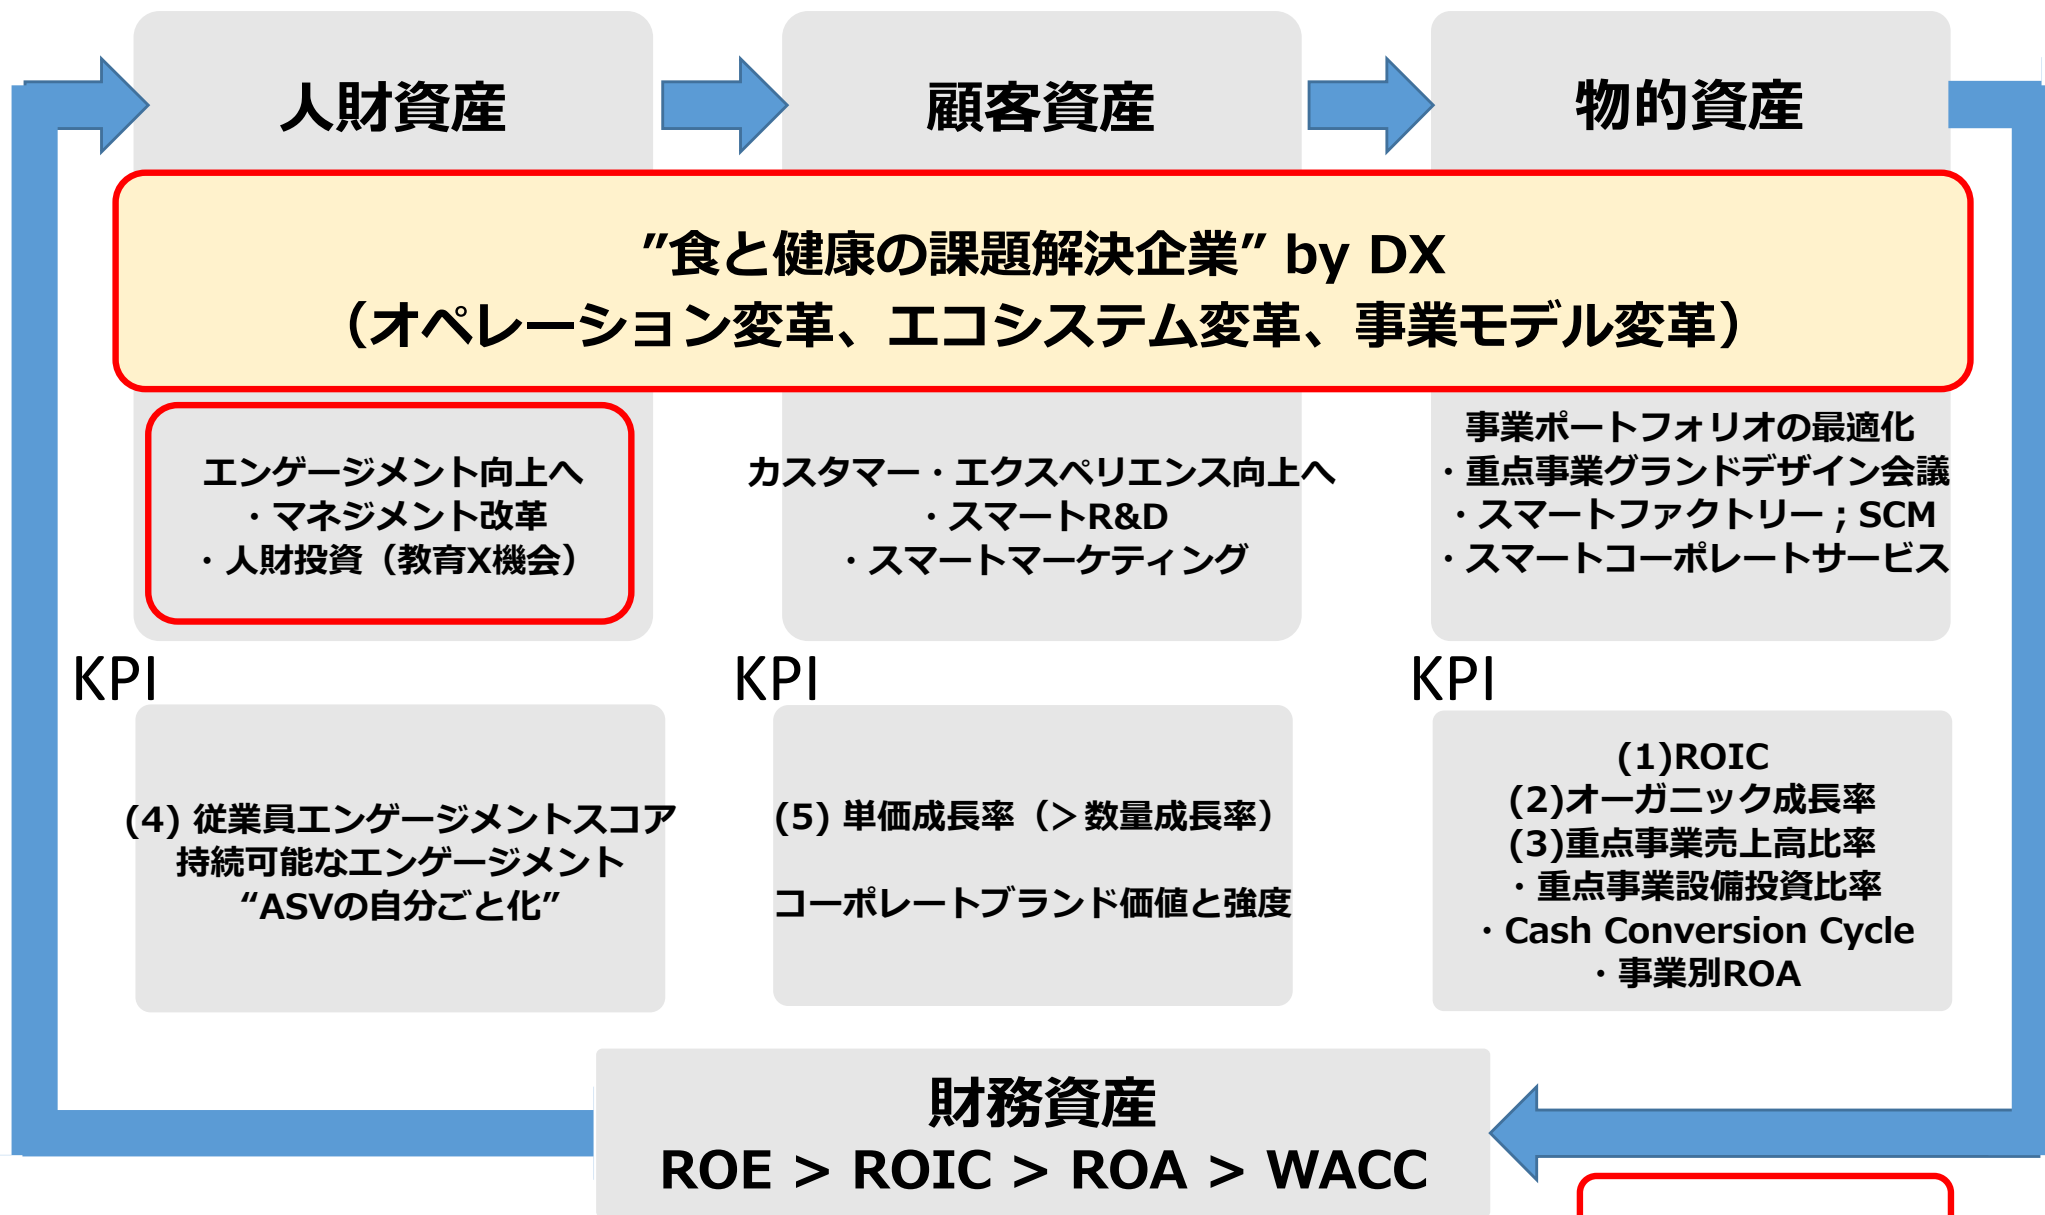 人財資産
顧客資産
物的資産
”食と健康の課題解決企業” by DX
（オペレーション変革、エコシステム変革、事業モデル変革）
エンゲージメント向上へ
・マネジメント改革
・人財投資（教育X機会）
カスタマー・エクスペリエンス向上へ
・スマートR&D
・スマートマーケティング
事業ポートフォリオの最適化
・重点事業グランドデザイン会議
・スマートファクトリー；SCM
・スマートコーポレートサービス
KPI
KPI
KPI
(4) 従業員エンゲージメントスコア
持続可能なエンゲージメント
“ASVの自分ごと化”
(5) 単価成長率（＞数量成長率）
コーポレートブランド価値と強度
(1)ROIC
(2)オーガニック成長率
(3)重点事業売上高比率
・重点事業設備投資比率
・Cash Conversion Cycle
・事業別ROA
財務資産
ROE > ROIC > ROA > WACC